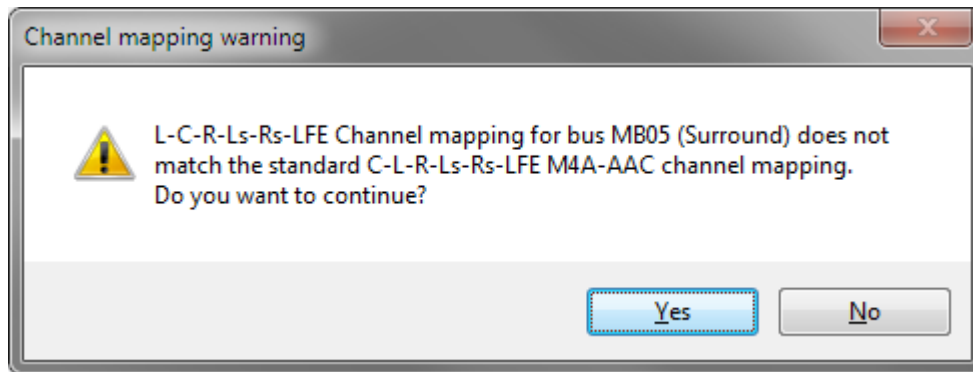 Channel mapping warning
L-C-R-Ls-Rs-LFE Channel mapping for bus MB05 (Surround) does not
match the standard C-L-R-Ls-Rs-LFE M4A-AAC channel mapping.
Do you want to continue?
Yes
No